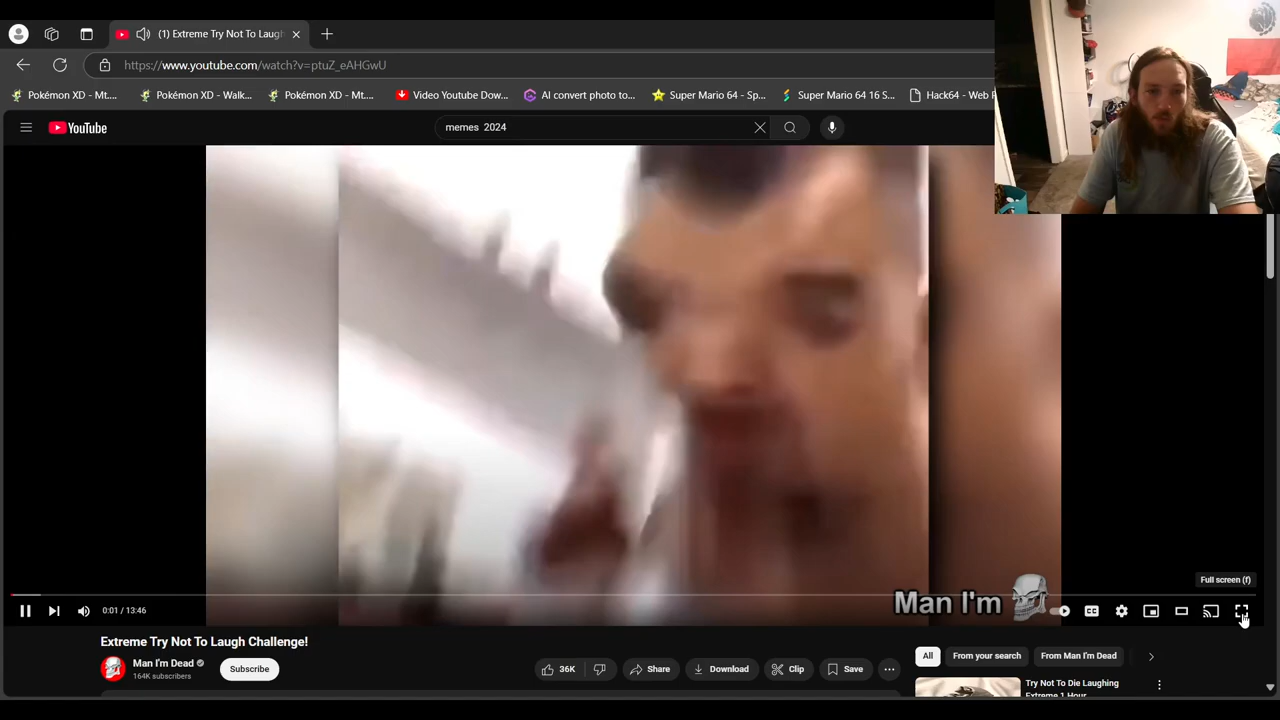 (1) Extreme Try Not To Laugh
https://www.youtube.com/watch?v=ptuZ_eAHGwU
Pokémon XD - Mt...
Pokémon XD - Walk...
Pokémon XD - Mt...
Video Youtube Dow...
AI convert photo to...
Super Mario 64 - Sp...
Super Mario 64 16 S...
Hack64 - Web
YouTube
memes 2024
Man I'm
Full screen (f)
0:01 / 13:46
Extreme Try Not To Laugh Challenge!
Man I'm Dead
164K subscribers
Subscribe
36K
Share
Download
Clip
Save
All
From your search
From Man I'm Dead
Try Not To Die Laughing
Extreme 1 Hour